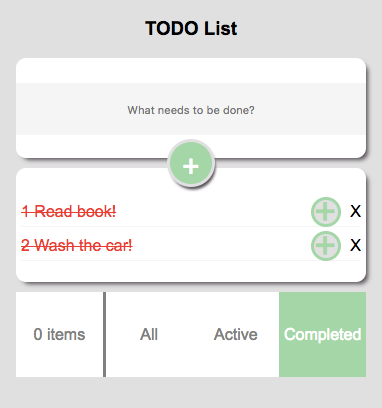 TODO List
What needs to be done?
+
1 Read book!
+ X
2 Wash the car!
+ X
0 items
All
Active
Completed